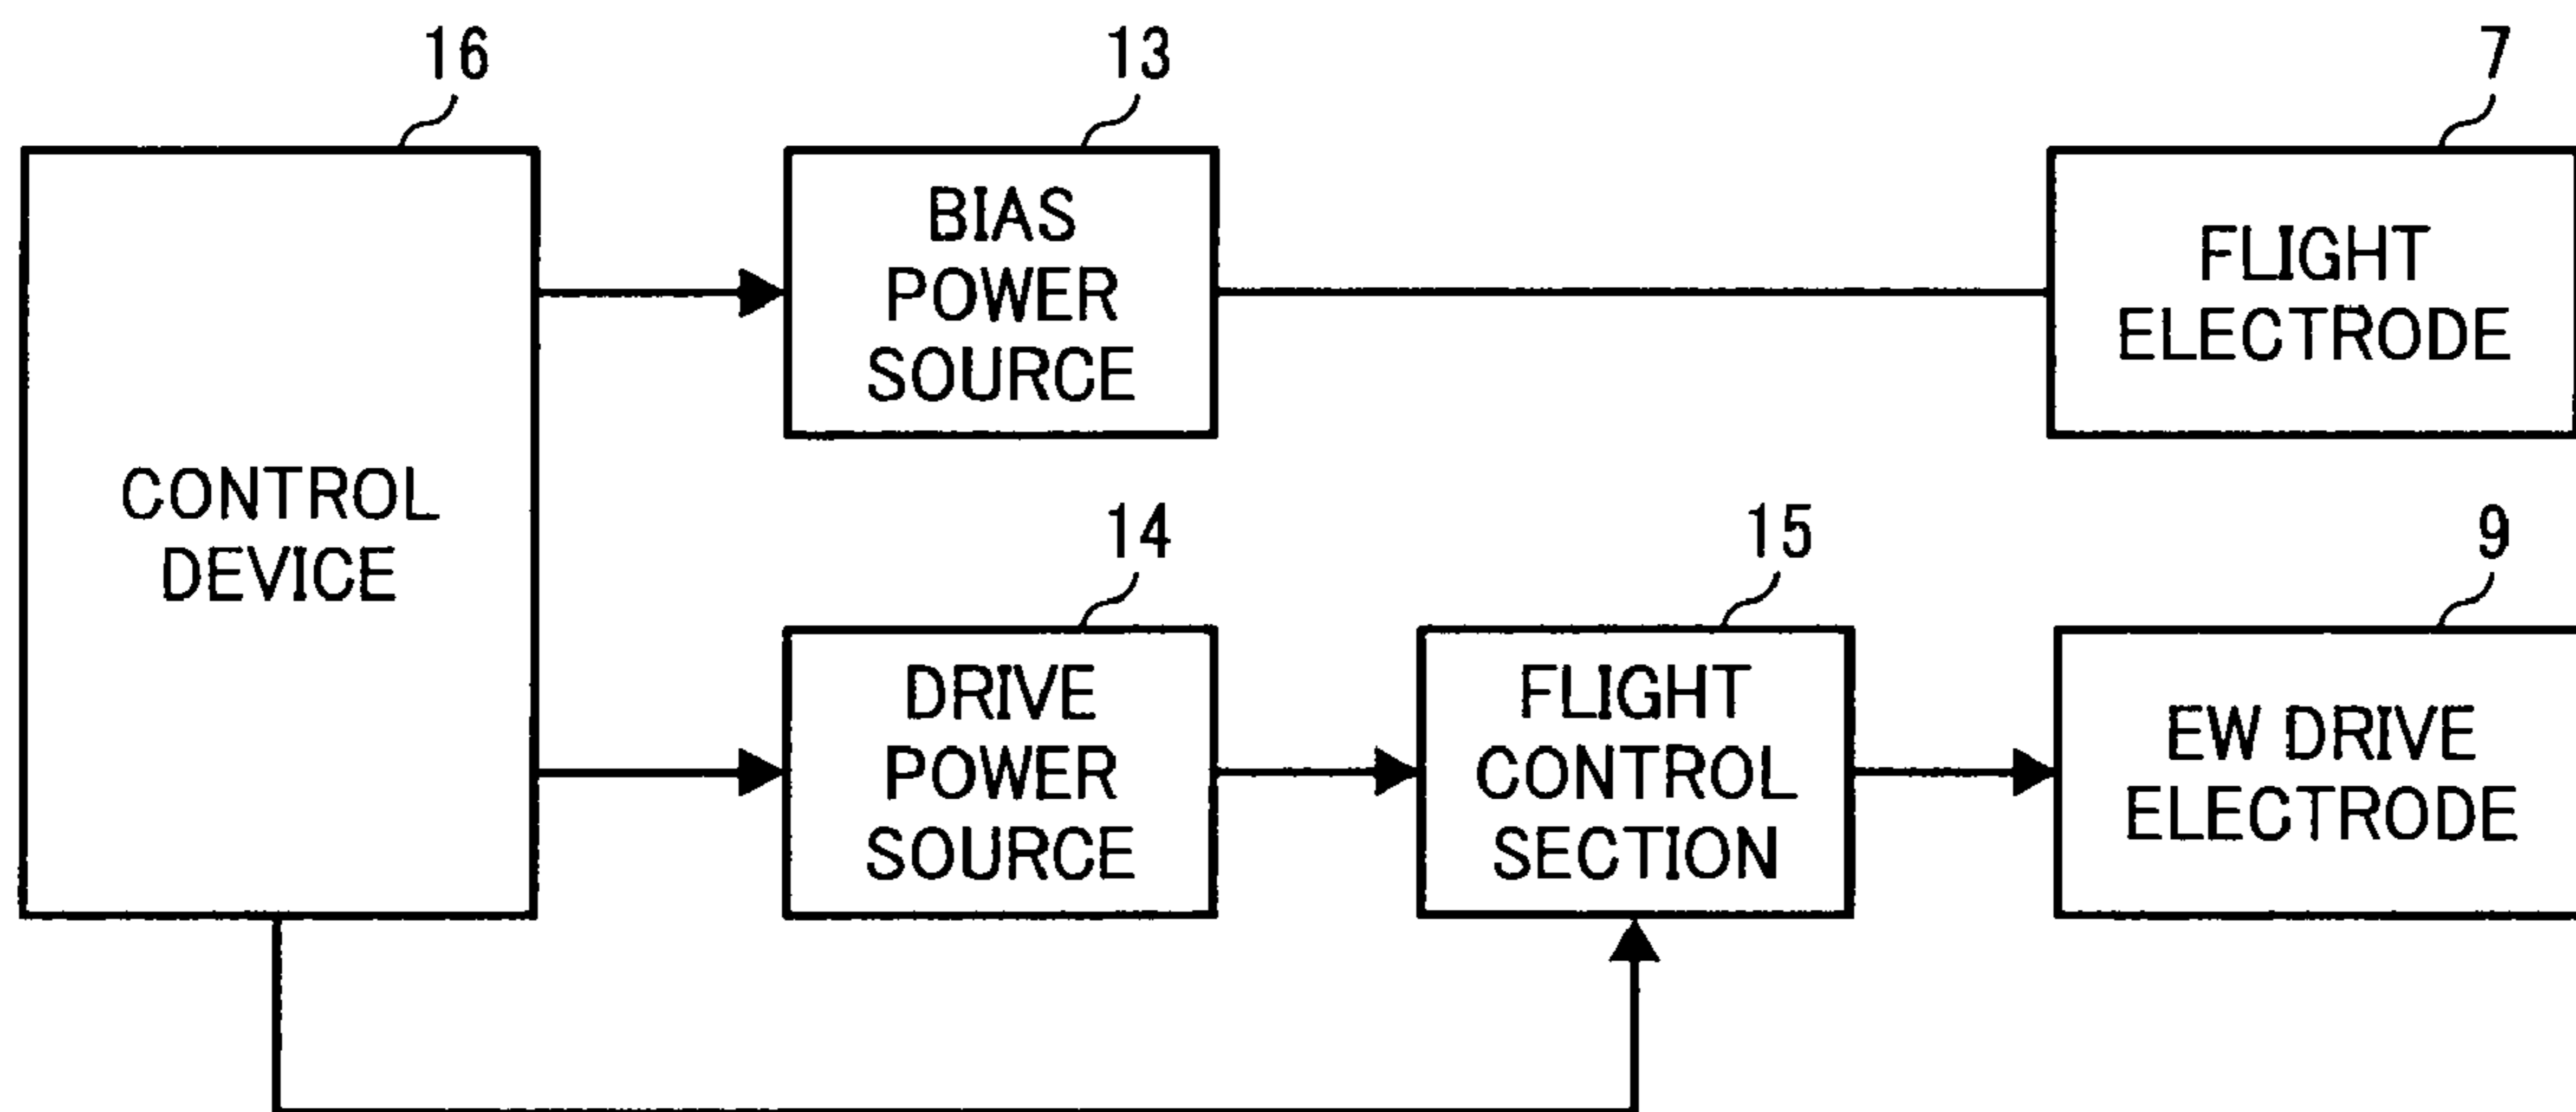 16
13
7
BIAS
POWER
SOURCE
FLIGHT
ELECTRODE
CONTROL
DEVICE
14
15
9
DRIVE
POWER
SOURCE
FLIGHT
CONTROL
SECTION
EW DRIVE
ELECTRODE